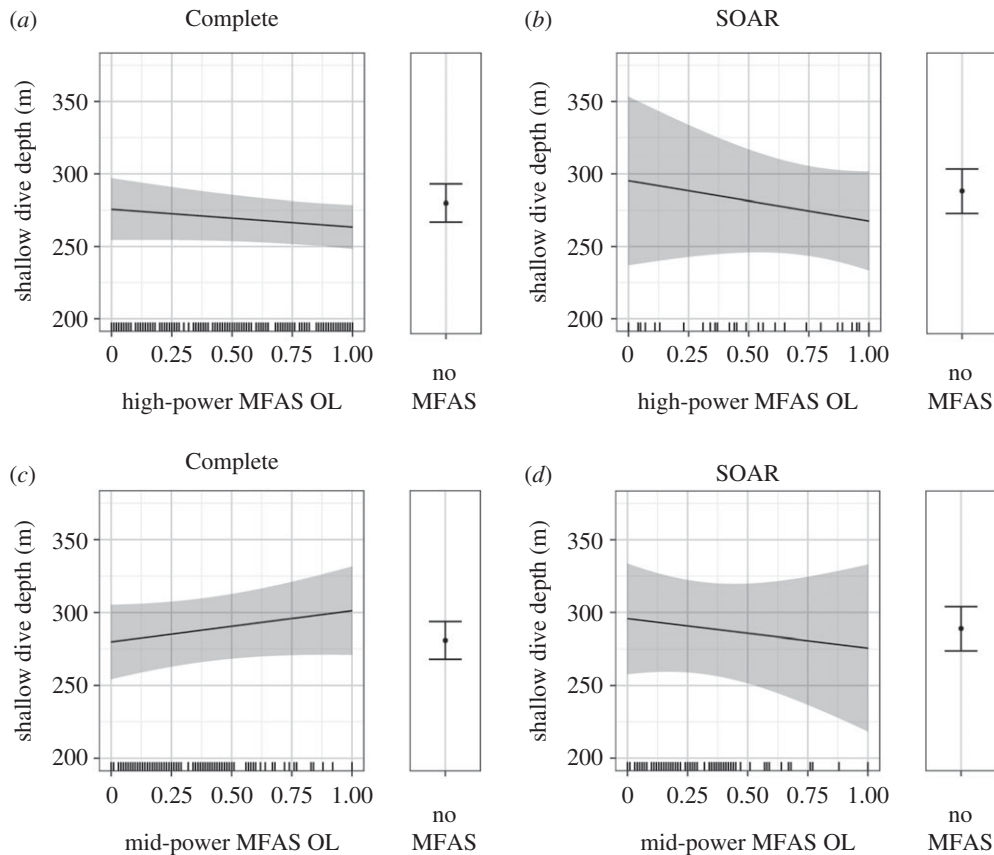 (a) Complete
shallow dive depth (m)
350
300
250
200
0 0.25 0.50 0.75 1.00
high-power MFAS OL
no
MFAS
(b) SOAR
shallow dive depth (m)
350
300
250
200
0 0.25 0.50 0.75 1.00
high-power MFAS OL
no
MFAS
(c) Complete
shallow dive depth (m)
350
300
250
200
0 0.25 0.50 0.75 1.00
mid-power MFAS OL
no
MFAS
(d) SOAR
shallow dive depth (m)
350
300
250
200
0 0.25 0.50 0.75 1.00
mid-power MFAS OL
no
MFAS